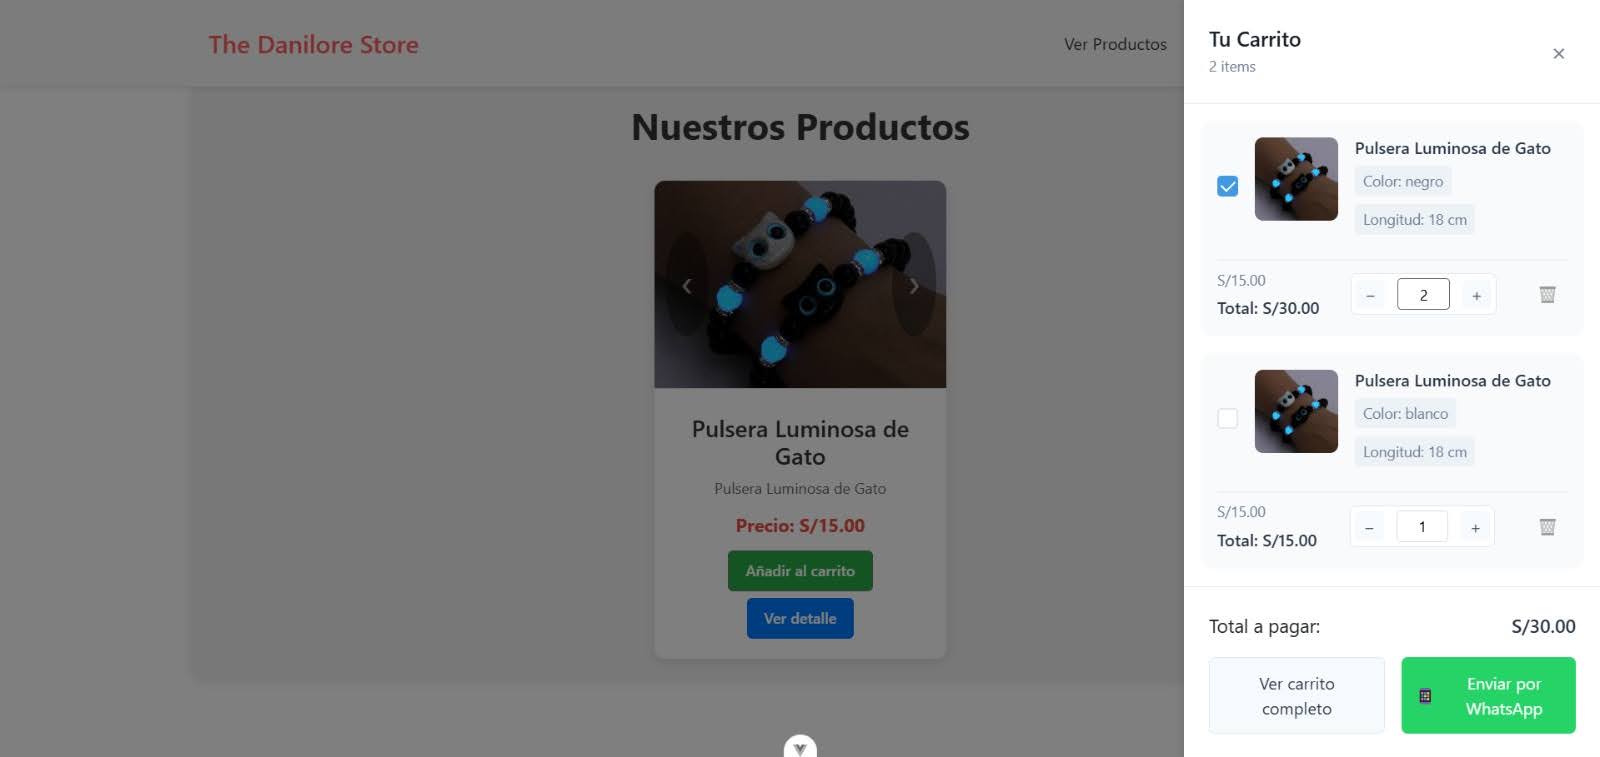 The Danilore Store
Ver Productos
Nuestros Productos
Pulsera Luminosa de
Gato
Pulsera Luminosa de Gato
Precio: S/15.00
Añadir al carrito
Ver detalle
Tu Carrito
2 items
Pulsera Luminosa de Gato
Color: negro
Longitud: 18 cm
S/15.00
Total: S/30.00
− 2 +
Pulsera Luminosa de Gato
Color: blanco
Longitud: 18 cm
S/15.00
Total: S/15.00
− 1 +
Total a pagar: S/30.00
Ver carrito
completo
Enviar por
WhatsApp